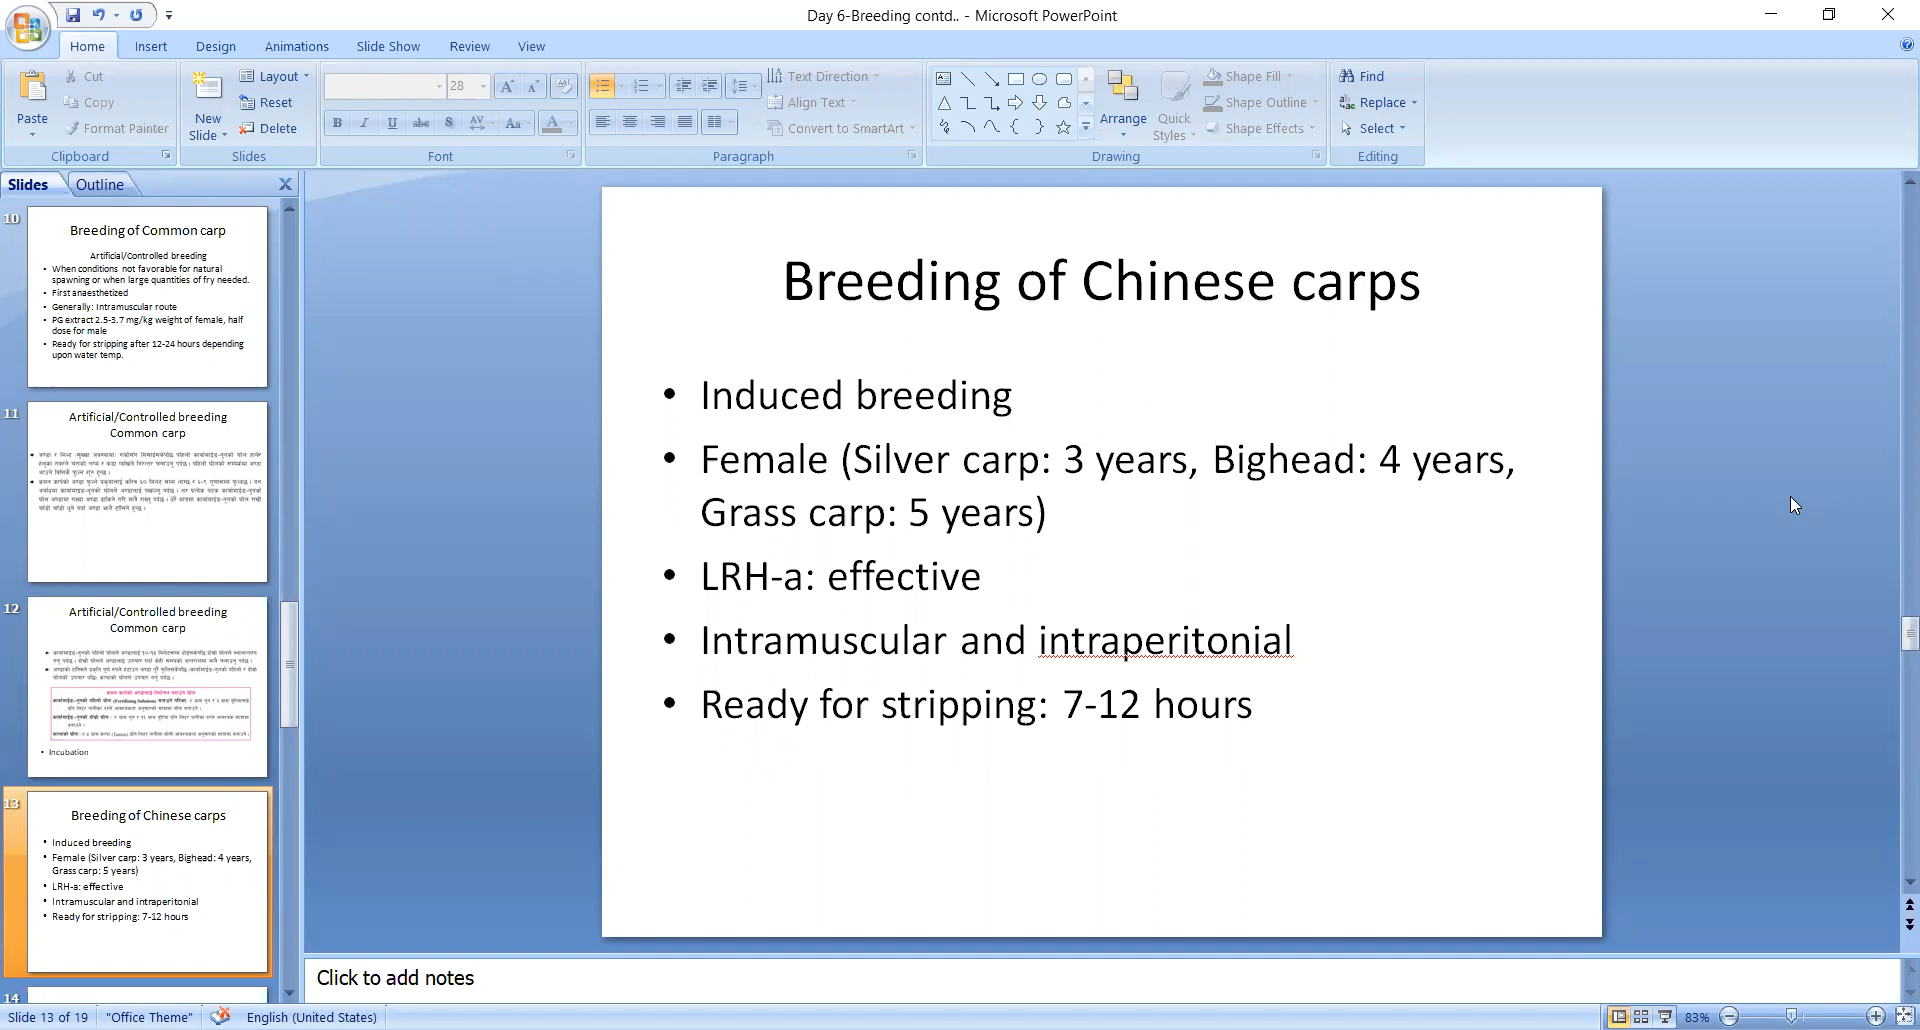 Day 6-Breeding contd.. - Microsoft PowerPoint
Home Insert Design Animations Slide Show Review View
Paste
Cut
Copy
Format Painter
Clipboard
New Slide
Layout
Reset
Delete
Slides
28
Font
Text Direction
Align Text
Convert to SmartArt
Paragraph
Arrange
Quick Styles
Shape Fill
Shape Outline
Shape Effects
Drawing
Find
Replace
Select
Editing
Slides Outline
10
Breeding of Common carp
Artificial/Controlled breeding
• When conditions not favorable for natural
spawning or when large quantities of fry needed.
• First anaesthetized
• Generally: Intramuscular route
• PG extract 2.5-3.7 mg/kg weight of female, half
dose for male
• Ready for stripping after 12-24 hours depending
upon water temp.
11
Artificial/Controlled breeding
Common carp
12
Artificial/Controlled breeding
Common carp
• Incubation
13
Breeding of Chinese carps
• Induced breeding
• Female (Silver carp: 3 years, Bighead: 4 years,
Grass carp: 5 years)
• LRH-a: effective
• Intramuscular and intraperitonial
• Ready for stripping: 7-12 hours
14
Breeding of Chinese carps
• Induced breeding
• Female (Silver carp: 3 years, Bighead: 4 years,
Grass carp: 5 years)
• LRH-a: effective
• Intramuscular and intraperitonial
• Ready for stripping: 7-12 hours
Click to add notes
Slide 13 of 19 "Office Theme" English (United States) 83%